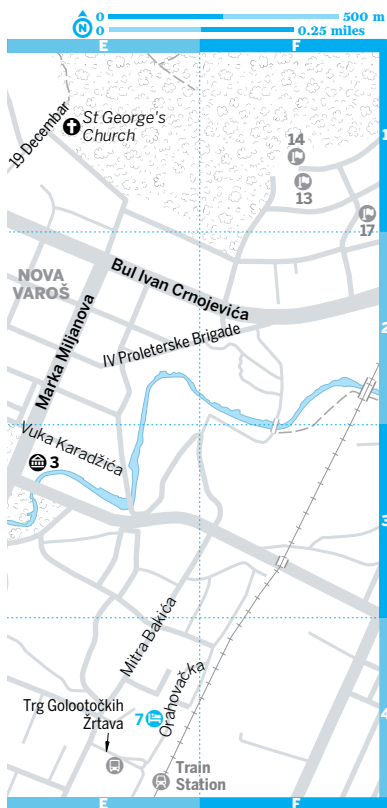 0 500 m
N 0 0.25 miles
E F
19 Decembar
St George's
Church
1
14
13
17
NOVA
VAROŠ
Bul Ivan Crnojevića
Marka Miljanova
IV Proleterske Brigade
2
Vuka Karadžića
3
3
Mitra Bakića
Orahovačka
Trg Golootočkih
Žrtava
7
4
Train
Station
E F